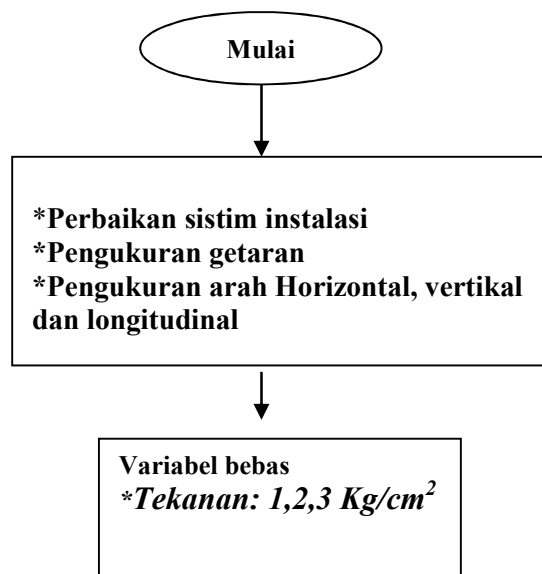 Mulai
*Perbaikan sistim instalasi
*Pengukuran getaran
*Pengukuran arah Horizontal, vertikal
dan longitudinal
Variabel bebas
*Tekanan: 1,2,3 Kg/cm²